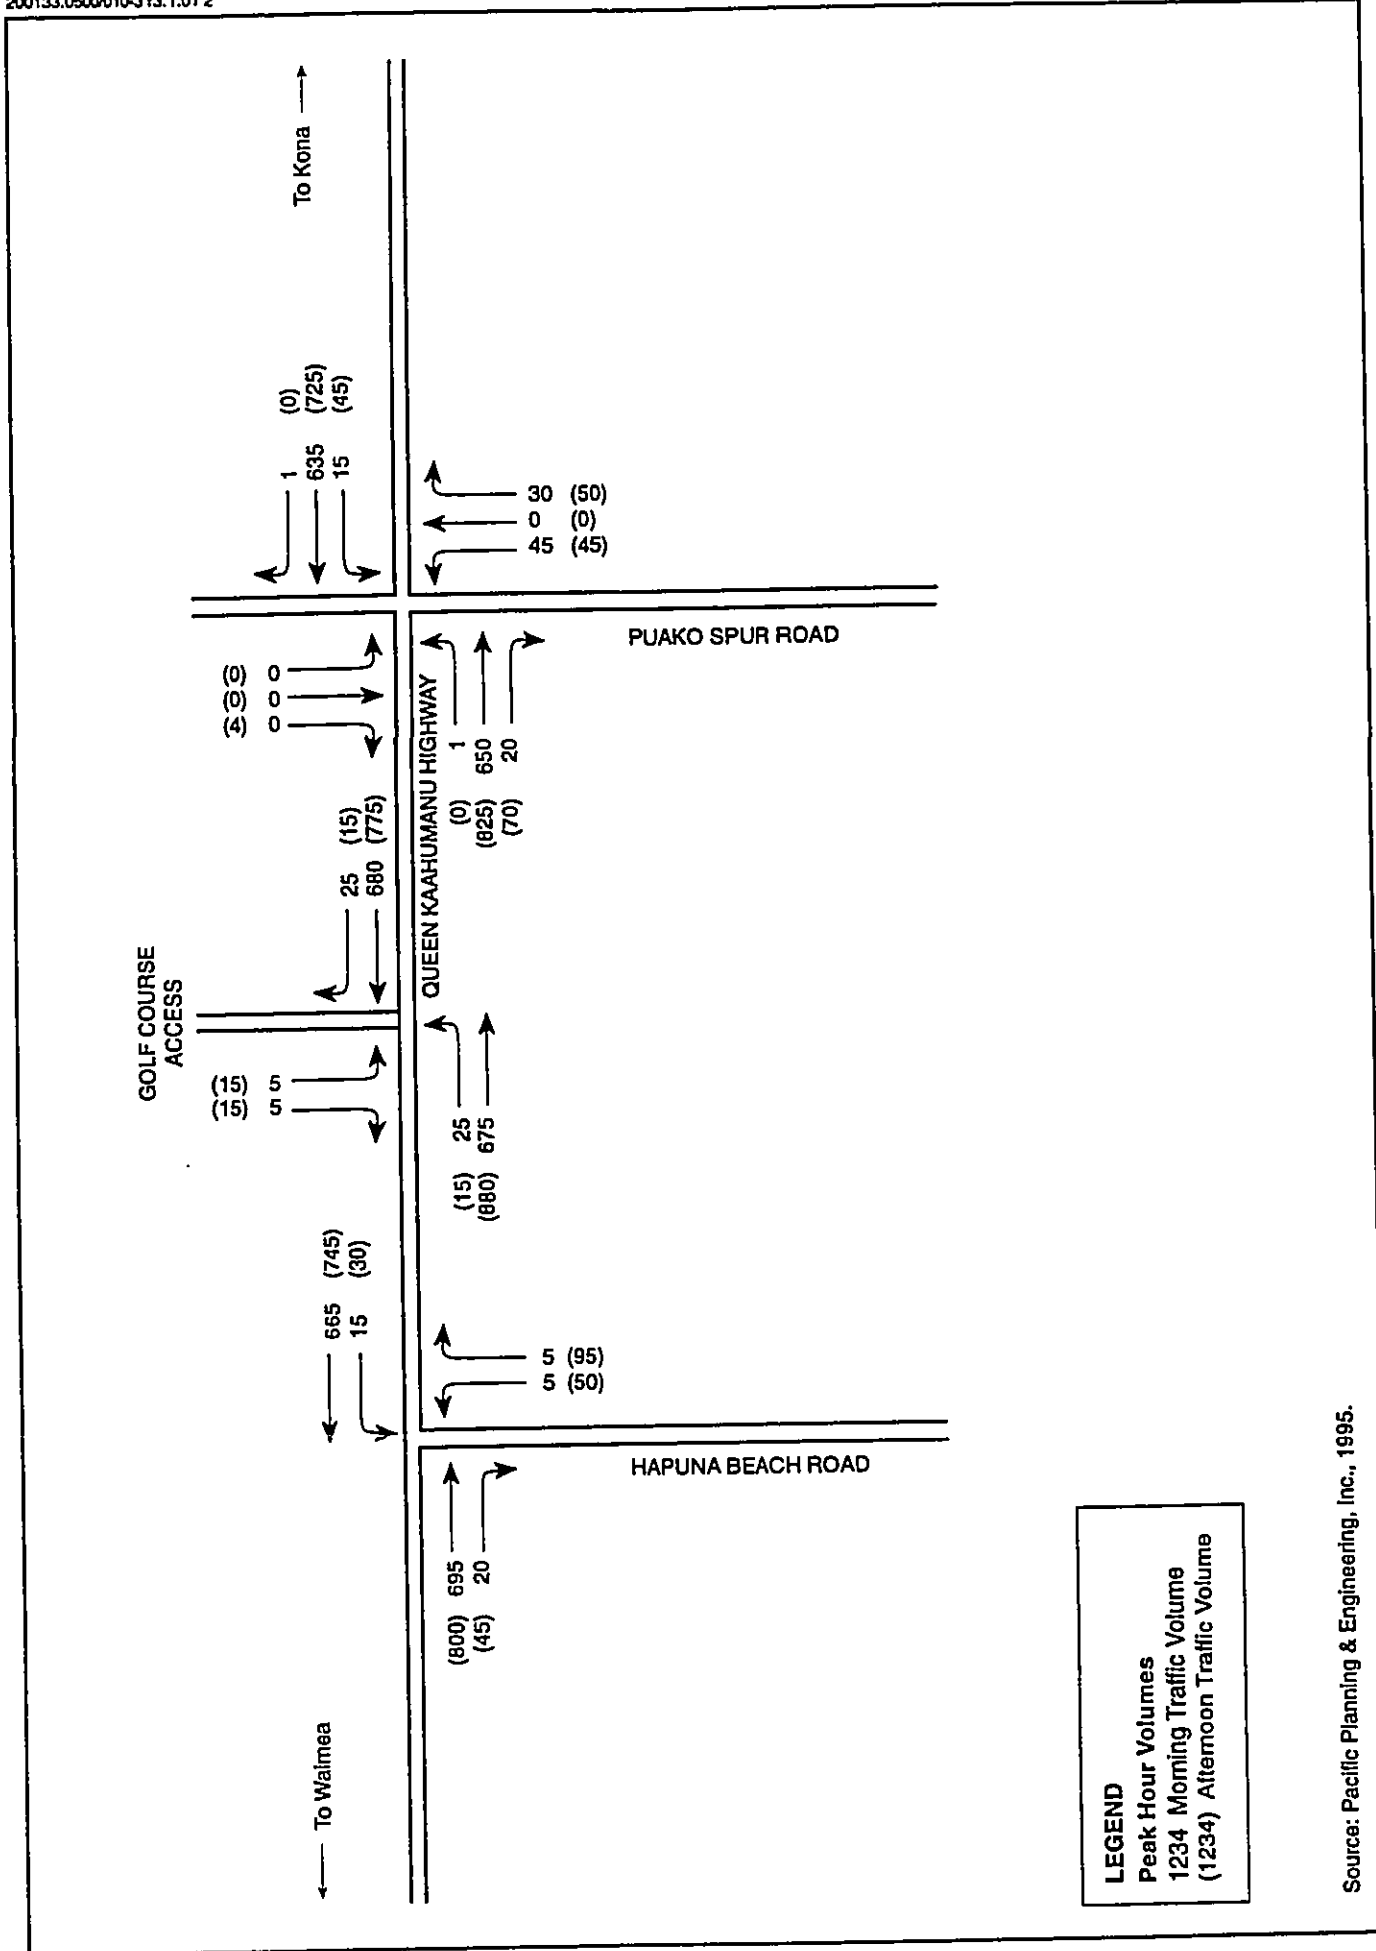 To Kona
1 (0)
635 (725)
15 (45)
30 (50)
0 (0)
45 (45)
PUAKO SPUR ROAD
(0) 0
(0) 0
(4) 0
QUEEN KAAHUMANU HIGHWAY
(0) 1
(825) 650
(70) 20
25 (15)
680 (775)
GOLF COURSE
ACCESS
(15) 5
(15) 5
(15) 25
(880) 675
665 (745)
15 (30)
5 (95)
5 (50)
HAPUNA BEACH ROAD
(800) 695
(45) 20
To Waimea
LEGEND
Peak Hour Volumes
1234 Morning Traffic Volume
(1234) Afternoon Traffic Volume
Source: Pacific Planning & Engineering, Inc., 1995.